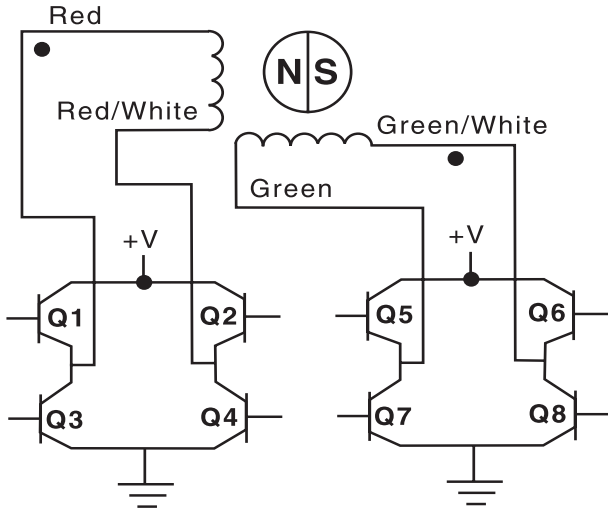 Red
N S
Red/White
Green/White
Green
+V
+V
Q1
Q2
Q5
Q6
Q3
Q4
Q7
Q8